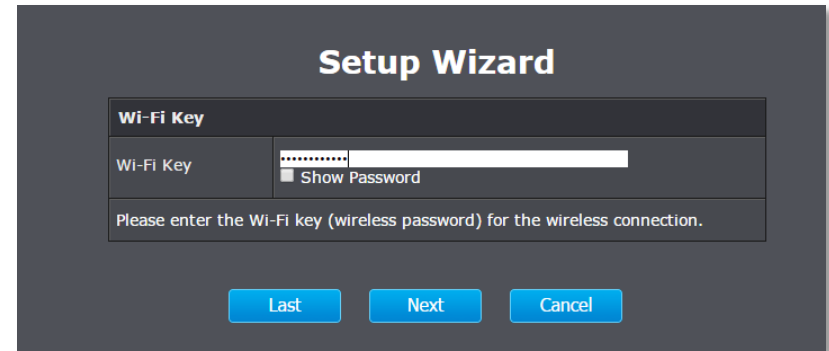 Setup Wizard
Wi-Fi Key
Wi-Fi Key
••••••••••••
Show Password
Please enter the Wi-Fi key (wireless password) for the wireless connection.
Last Next Cancel